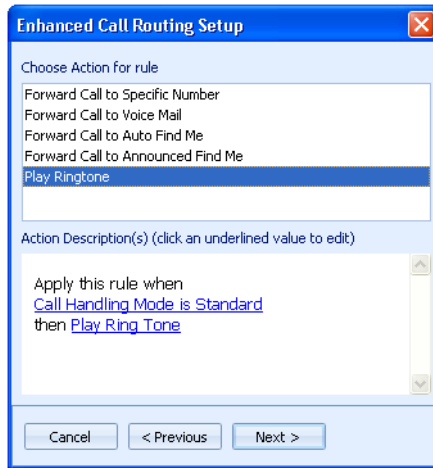 Enhanced Call Routing Setup
Choose Action for rule
Forward Call to Specific Number
Forward Call to Voice Mail
Forward Call to Auto Find Me
Forward Call to Announced Find Me
Play Ringtone
Action Description(s) (click an underlined value to edit)
Apply this rule when
Call Handling Mode is Standard
then Play Ring Tone
Cancel
< Previous
Next >